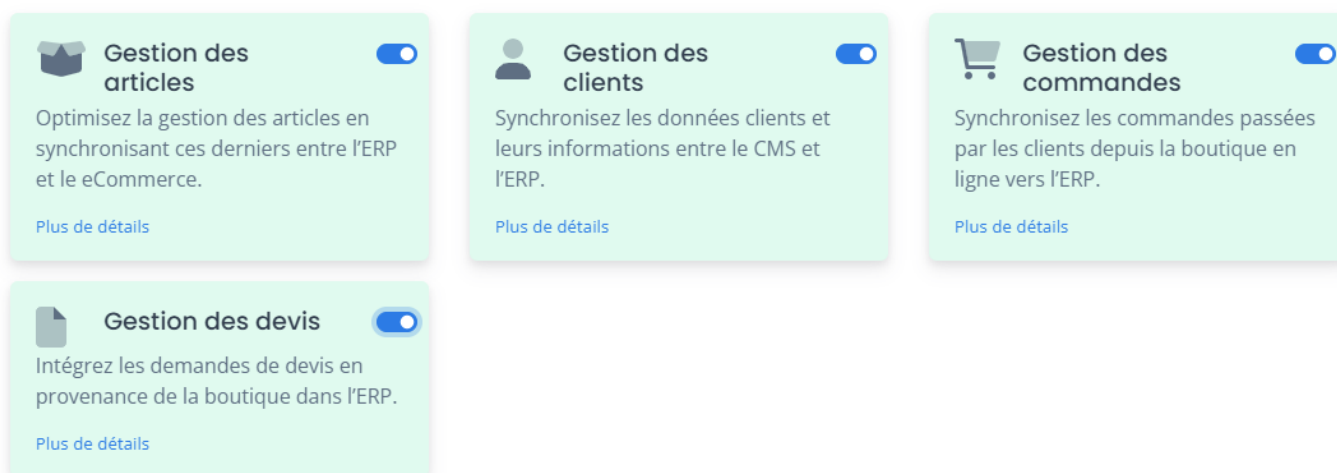 Gestion des
articles
Optimisez la gestion des articles en
synchronisant ces derniers entre l’ERP
et le eCommerce.
Plus de détails
Gestion des
clients
Synchronisez les données clients et
leurs informations entre le CMS et
l’ERP.
Plus de détails
Gestion des
commandes
Synchronisez les commandes passées
par les clients depuis la boutique en
ligne vers l’ERP.
Plus de détails
Gestion des devis
Intégrez les demandes de devis en
provenance de la boutique dans l’ERP.
Plus de détails